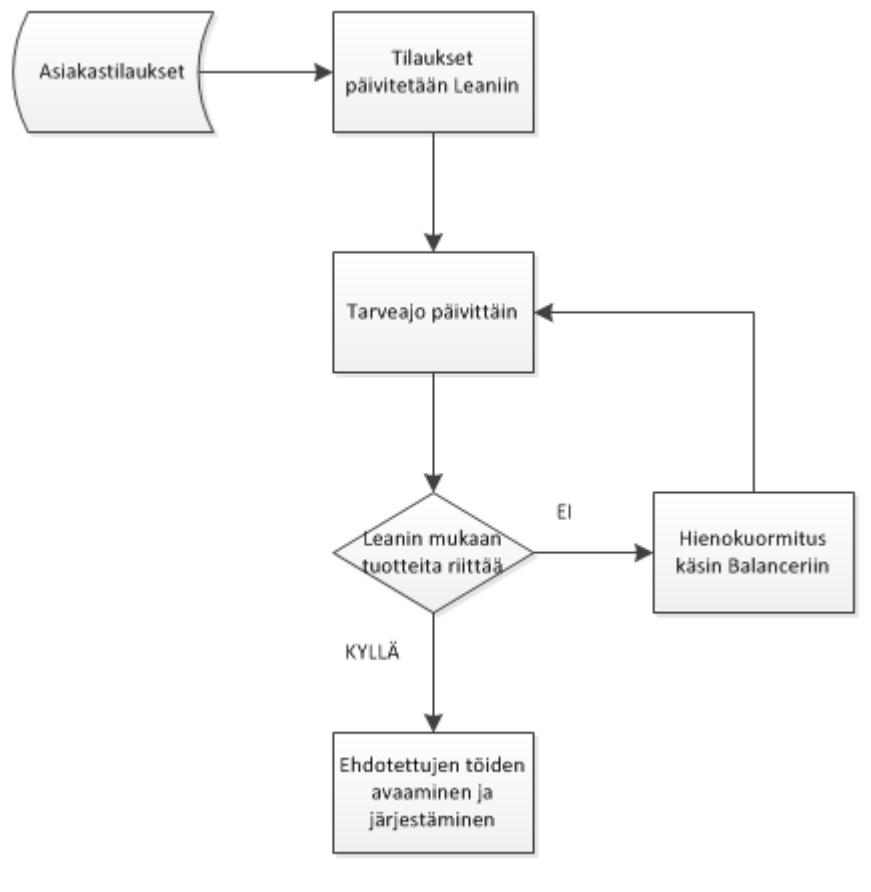 Asiakastilaukset
Tilaukset
päivitetään Leaniin
Tarveajo päivittäin
Leanin mukaan
tuotteita riittää
EI
Hienokuormitus
käsin Balanceriin
KYLLÄ
Ehdotettujen töiden
avaaminen ja
järjestäminen